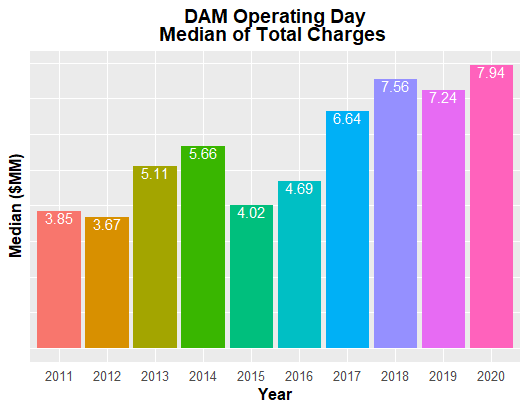 DAM Operating Day
Median of Total Charges
Median ($MM)
3.85
3.67
5.11
5.66
4.02
4.69
6.64
7.56
7.24
7.94
2011 2012 2013 2014 2015 2016 2017 2018 2019 2020
Year